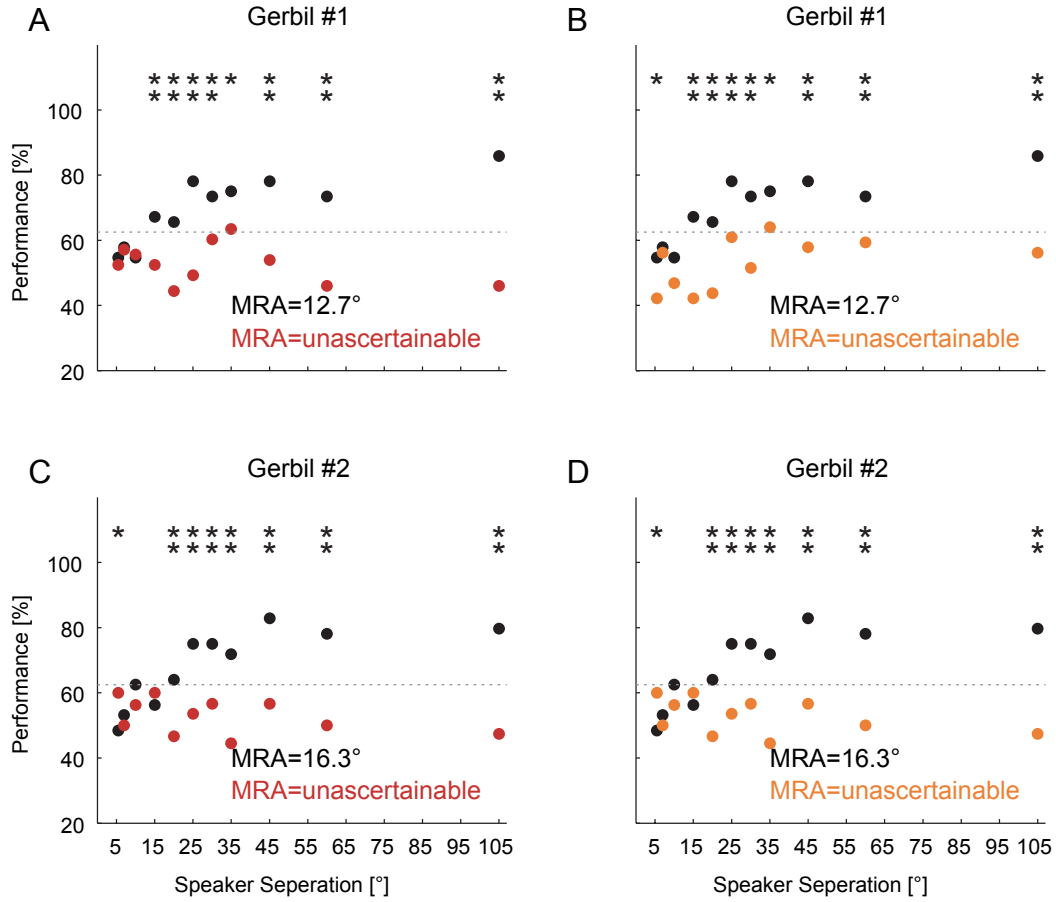 A
Gerbil #1
* * * * * * * *
* * * * * * *
100
80
60
40
20
Performance [%]
MRA=12.7°
MRA=unascertainable
B
Gerbil #1
* * * * * * * * *
* * * * * * *
MRA=12.7°
MRA=unascertainable
C
Gerbil #2
* * * * * * * *
* * * * * * *
100
80
60
40
20
Performance [%]
MRA=16.3°
MRA=unascertainable
5 15 25 35 45 55 65 75 85 95 105
Speaker Seperation [°]
D
Gerbil #2
* * * * * * * *
* * * * * * *
MRA=16.3°
MRA=unascertainable
5 15 25 35 45 55 65 75 85 95 105
Speaker Seperation [°]